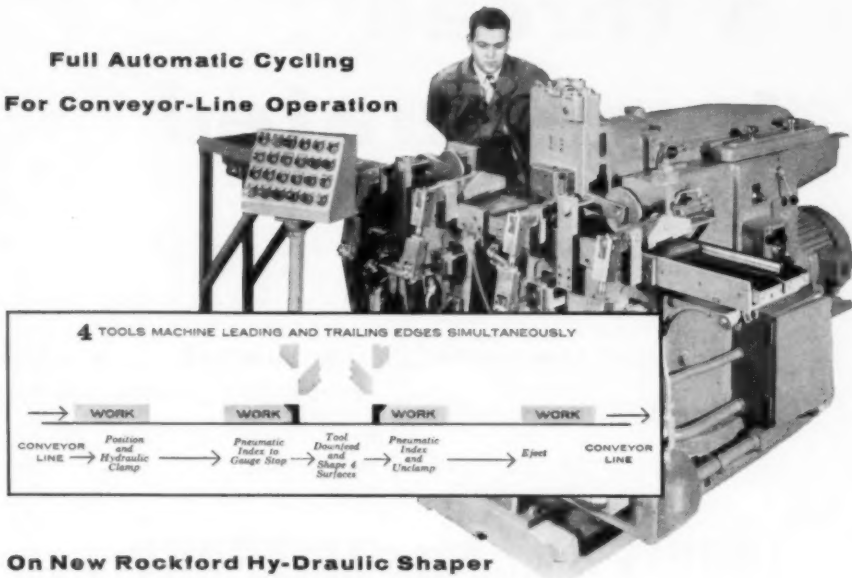 Full Automatic Cycling
For Conveyor-Line Operation
4 TOOLS MACHINE LEADING AND TRAILING EDGES SIMULTANEOUSLY
WORK
WORK
WORK
WORK
CONVEYOR
LINE
Position
and
Hydraulic
Clamp
Pneumatic
Index to
Gauge Stop
Tool
Downfeed
and
Shape 4
Surfaces
Pneumatic
Index
and
Unclamp
Eject
CONVEYOR
LINE
On New Rockford Hy-Draulic Shaper